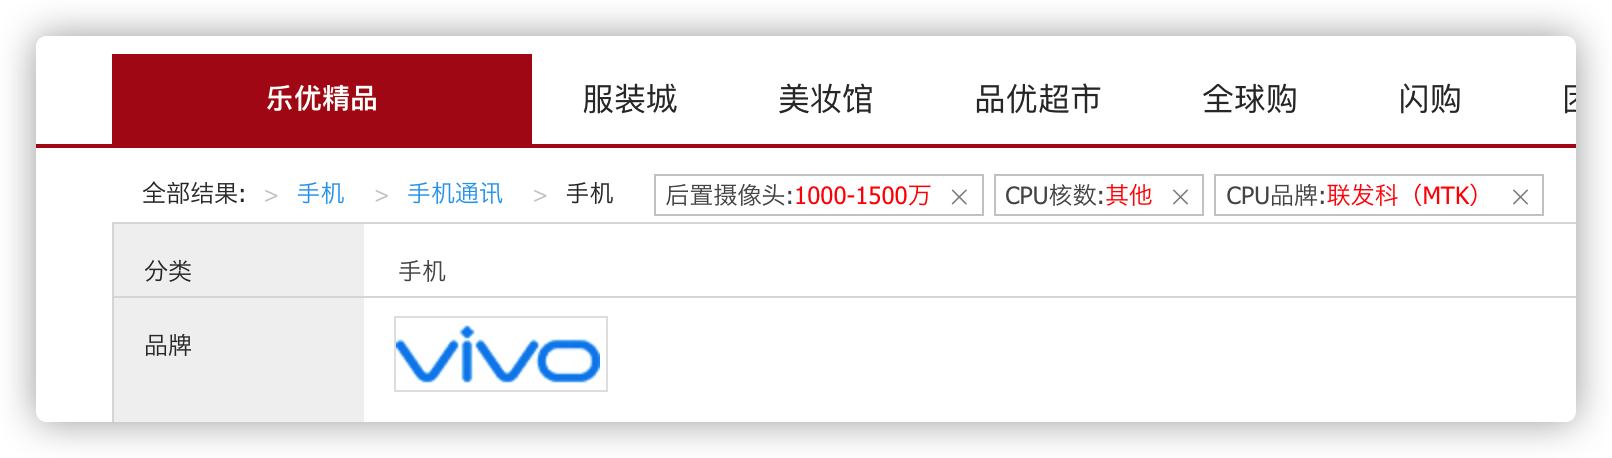 乐优精品 服装城 美妆馆 品优超市 全球购 闪购
全部结果: > 手机 > 手机通讯 > 手机 后置摄像头:1000-1500万 × CPU核数:其他 × CPU品牌:联发科（MTK） ×
分类 手机
品牌 vivo